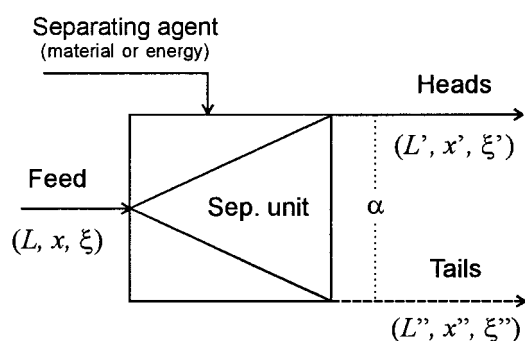 Separating agent
(material or energy)
Heads
(L’, x’, ξ’)
Feed
Sep. unit
α
(L, x, ξ)
Tails
(L”, x”, ξ”)